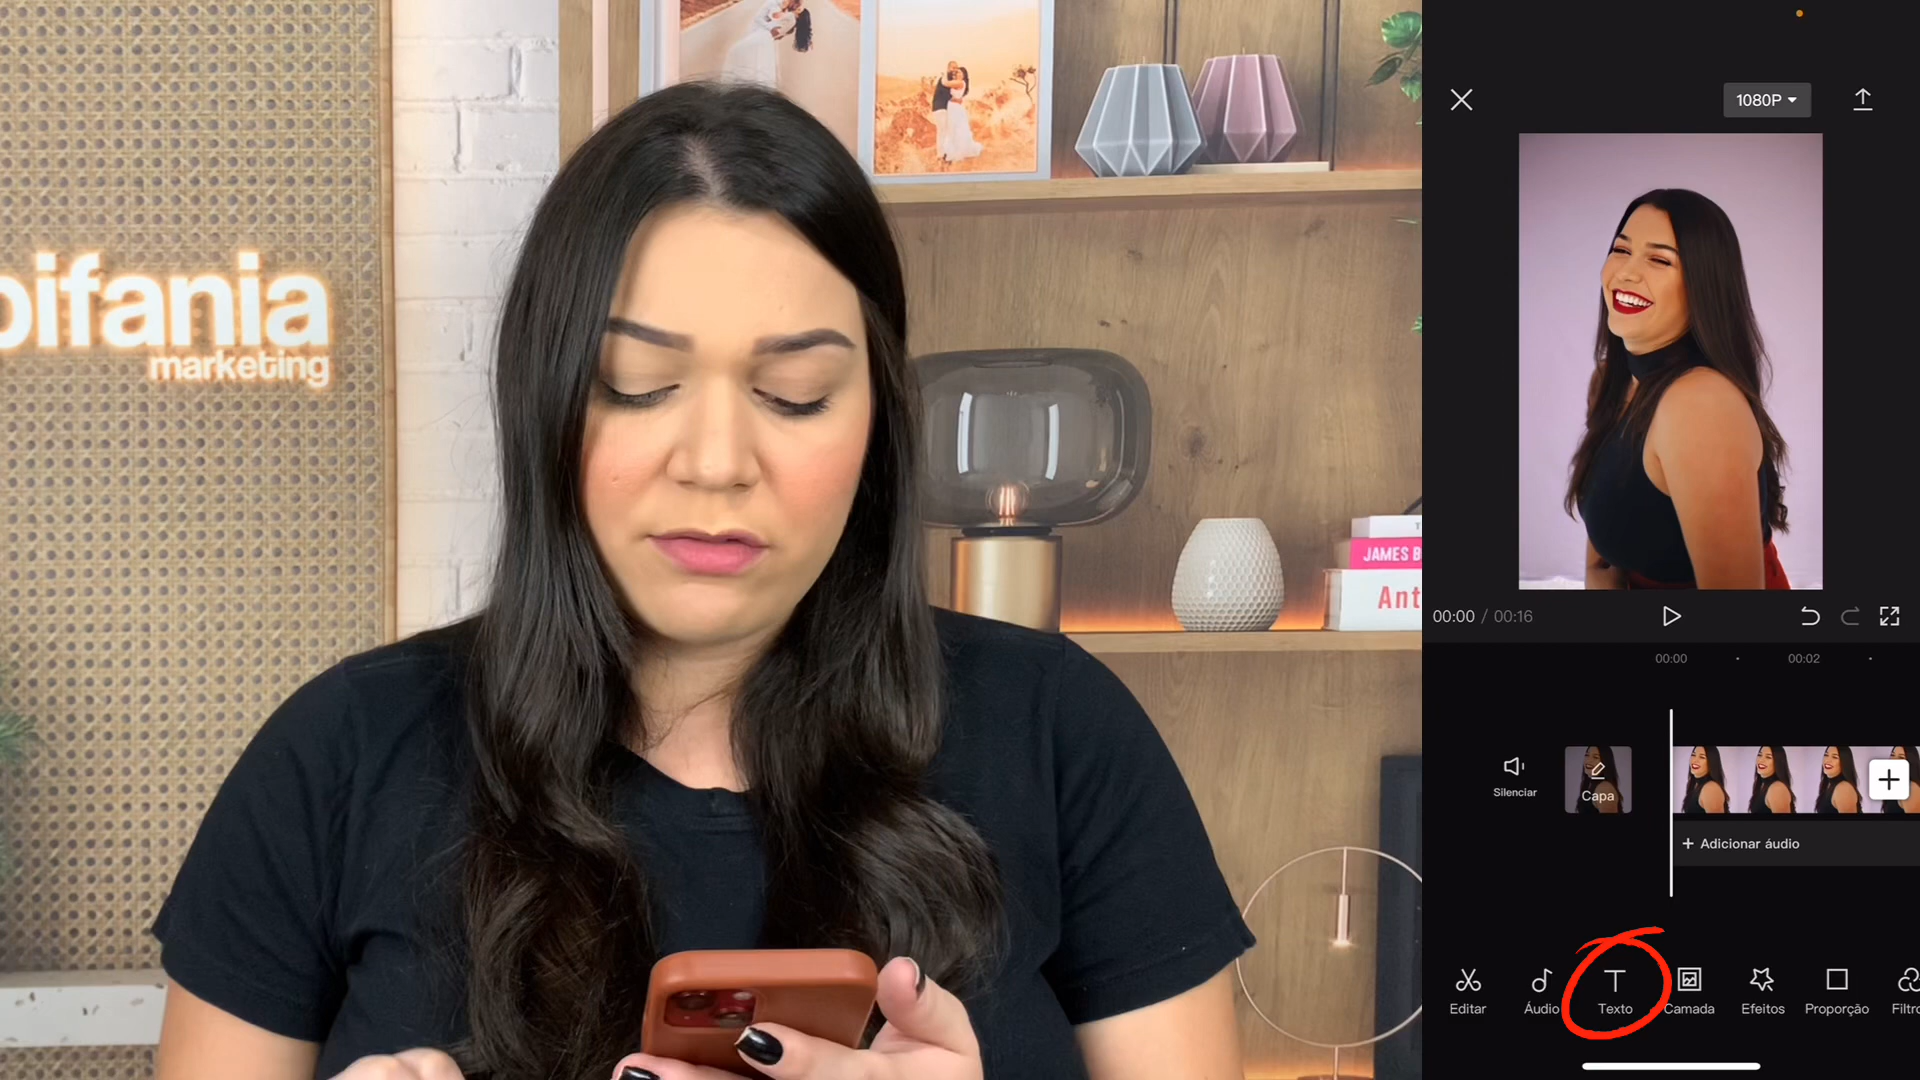 pifania
marketing
JAMES B
Ant
1080P
00:00 / 00:16
00:00
00:02
Silenciar
Capa
+ Adicionar áudio
Editar
Áudio
Texto
Camada
Efeitos
Proporção
Filtro